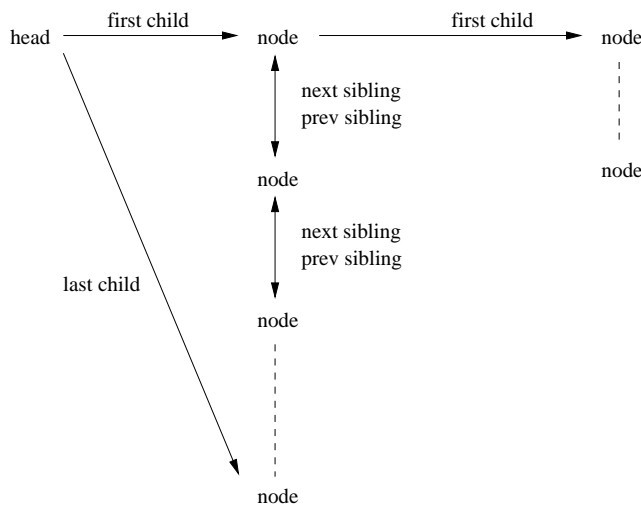 first child
first child
head
node
node
next sibling
prev sibling
node
node
next sibling
prev sibling
last child
node
node